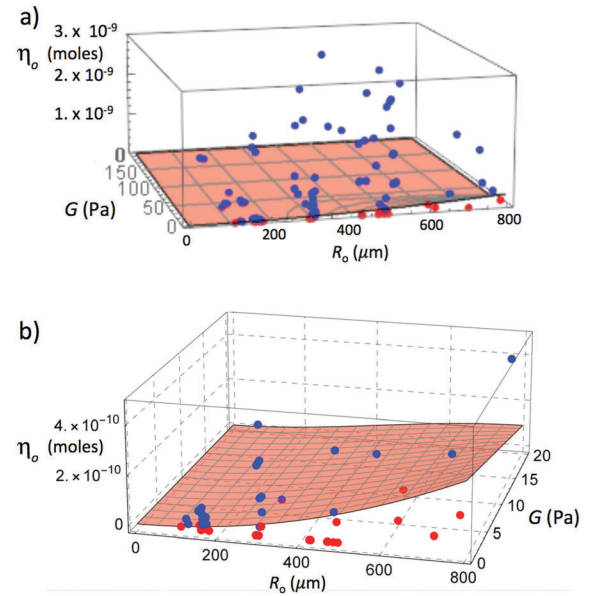 a)
3. × 10⁻⁹
ηₒ (moles)
2. × 10⁻⁹
1. × 10⁻⁹
0
150
100
50
0
G (Pa)
0
200
400
600
800
Rₒ (μm)
b)
4. × 10⁻¹⁰
ηₒ (moles)
2. × 10⁻¹⁰
0
20
15
10
5
0
G (Pa)
0
200
400
600
800
Rₒ (μm)